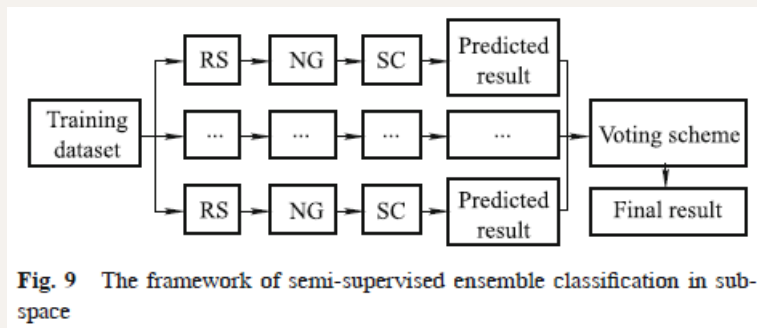 RS NG SC Predicted
result
Training
dataset
... ... ... ...
Voting scheme
RS NG SC Predicted
result
Final result
Fig. 9 The framework of semi-supervised ensemble classification in sub-
space